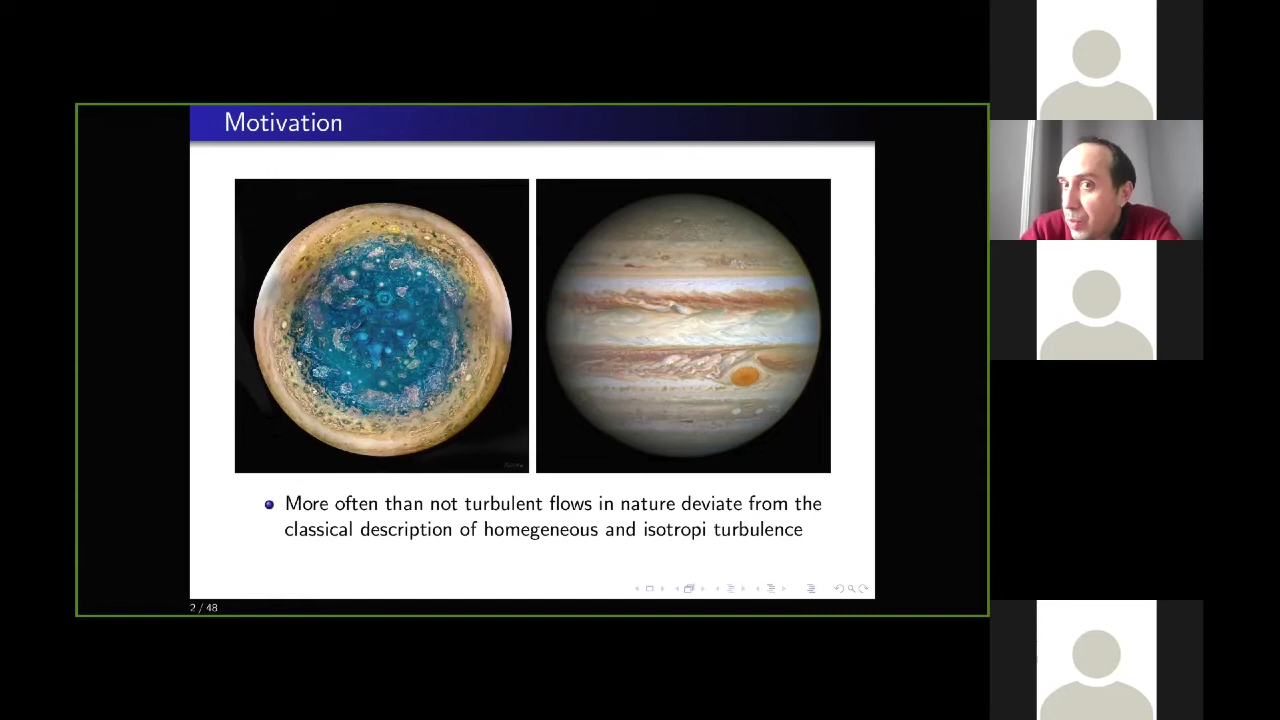 Motivation
More often than not turbulent flows in nature deviate from the
classical description of homegeneous and isotropi turbulence
2 / 48